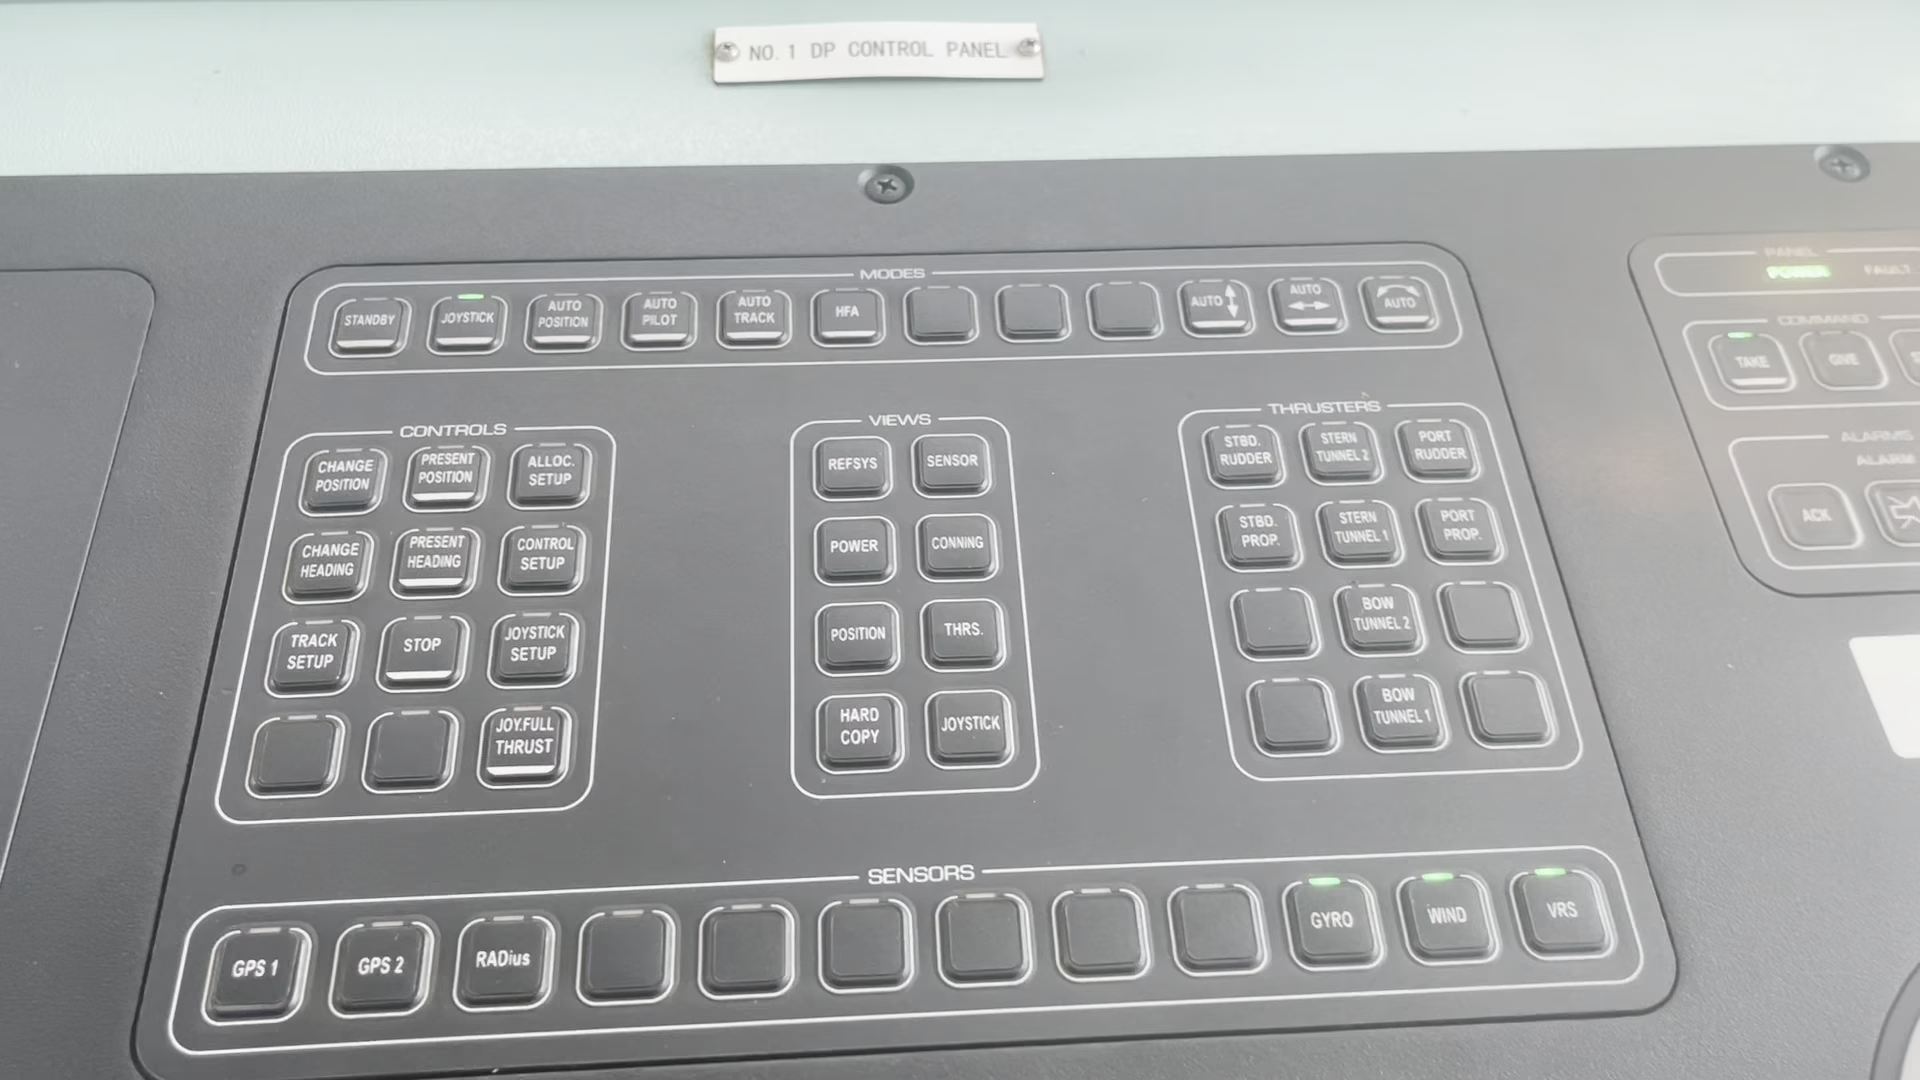 NO. 1 DP CONTROL PANEL
MODES
STANDBY
JOYSTICK
AUTO
POSITION
AUTO
PILOT
AUTO
TRACK
HFA
AUTO
AUTO
AUTO
CONTROLS
CHANGE
POSITION
PRESENT
POSITION
ALLOC.
SETUP
CHANGE
HEADING
PRESENT
HEADING
CONTROL
SETUP
TRACK
SETUP
STOP
JOYSTICK
SETUP
JOY.FULL
THRUST
VIEWS
REFSYS
SENSOR
POWER
CONNING
POSITION
THRS.
HARD
COPY
JOYSTICK
THRUSTERS
STBD.
RUDDER
STERN
TUNNEL 2
PORT
RUDDER
STBD.
PROP.
STERN
TUNNEL 1
PORT
PROP.
BOW
TUNNEL 2
BOW
TUNNEL 1
SENSORS
GPS 1
GPS 2
RADius
GYRO
WIND
VRS
PANEL
POWER
FAULT
COMMAND
TAKE
GIVE
ALARMS
ALARM
ACK